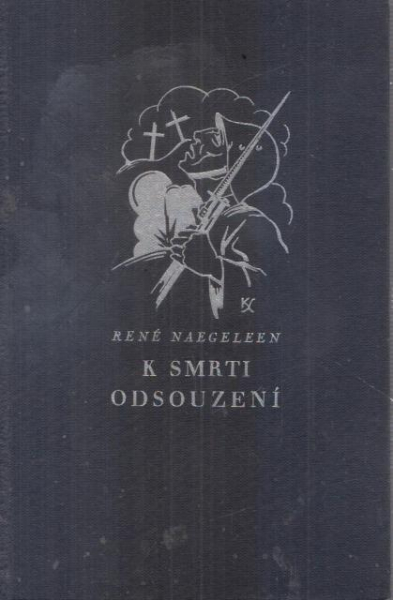 RENÉ NAEGELEEN
K SMRTI
ODSOUZENÍ